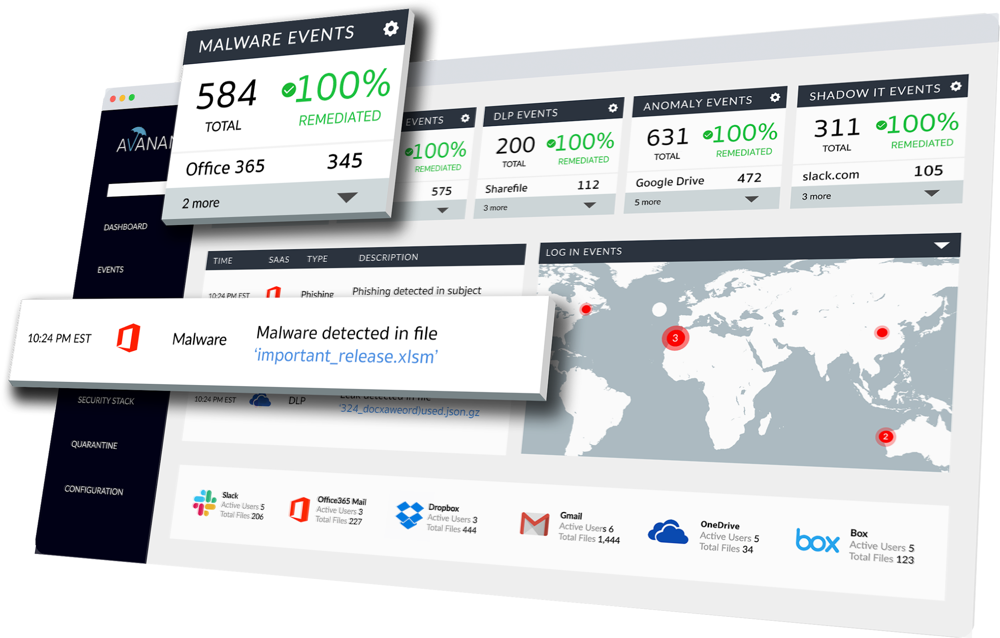 MALWARE EVENTS
584
100%
TOTAL
REMEDIATED
Office 365
345
2 more
EVENTS
100%
REMEDIATED
575
DLP EVENTS
200
100%
TOTAL
REMEDIATED
Sharefile
112
3 more
ANOMALY EVENTS
631
100%
TOTAL
REMEDIATED
Google Drive
472
5 more
SHADOW IT EVENTS
311
100%
TOTAL
REMEDIATED
slack.com
105
3 more
AVANAN
DASHBOARD
EVENTS
SECURITY STACK
QUARANTINE
CONFIGURATION
TIME SAAS TYPE DESCRIPTION
10:24 PM EST Phishing Phishing detected in subject
10:24 PM EST Malware Malware detected in file
‘important_release.xlsm’
10:24 PM EST DLP Leak detected in file
‘324_docxaweord)used.json.gz
LOG IN EVENTS
3
2
Slack
Active Users 5
Total Files 206
Office365 Mail
Active Users 3
Total Files 227
Dropbox
Active Users 3
Total Files 444
Gmail
Active Users 6
Total Files 1,444
OneDrive
Active Users 5
Total Files 34
box
Box
Active Users 5
Total Files 123